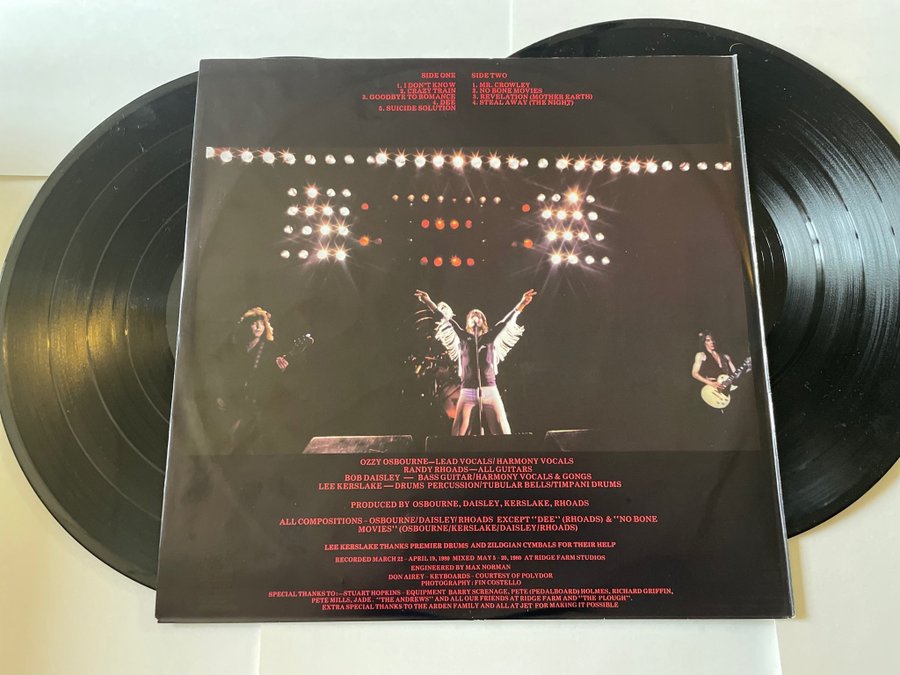 SIDE ONE
1. I DON'T KNOW
2. CRAZY TRAIN
3. GOODBYE TO ROMANCE
4. DEE
5. SUICIDE SOLUTION
SIDE TWO
1. MR. CROWLEY
2. NO BONE MOVIES
3. REVELATION (MOTHER EARTH)
4. STEAL AWAY (THE NIGHT)
OZZY OSBOURNE—LEAD VOCALS/HARMONY VOCALS
RANDY RHOADS—ALL GUITARS
BOB DAISLEY — BASS GUITAR/HARMONY VOCALS & GONGS
LEE KERSLAKE — DRUMS PERCUSSION/TUBULAR BELLS/TIMPANI DRUMS
PRODUCED BY OSBOURNE, DAISLEY, KERSLAKE, RHOADS
ALL COMPOSITIONS - OSBOURNE/DAISLEY/RHOADS EXCEPT "DEE" (RHOADS) & "NO BONE
MOVIES" (OSBOURNE/KERSLAKE/DAISLEY/RHOADS)
LEE KERSLAKE THANKS PREMIER DRUMS AND ZILDGIAN CYMBALS FOR THEIR HELP
RECORDED MARCH 22 - APRIL 19, 1980 MIXED MAY 5 - 20, 1980 AT RIDGE FARM STUDIOS
ENGINEERED BY MAX NORMAN
DON AIREY - KEYBOARDS - COURTESY OF POLYDOR
PHOTOGRAPHY: FIN COSTELLO
SPECIAL THANKS TO:—STUART HOPKINS - EQUIPMENT BARRY SCRENAGE, PETE (PEDALBOARD) HOLMES, RICHARD GRIFFIN,
PETE MILLS, JADE. "THE ANDREWS" AND ALL OUR FRIENDS AT RIDGE FARM AND "THE PLOUGH".
EXTRA SPECIAL THANKS TO THE ARDEN FAMILY AND ALL AT JET FOR MAKING IT POSSIBLE